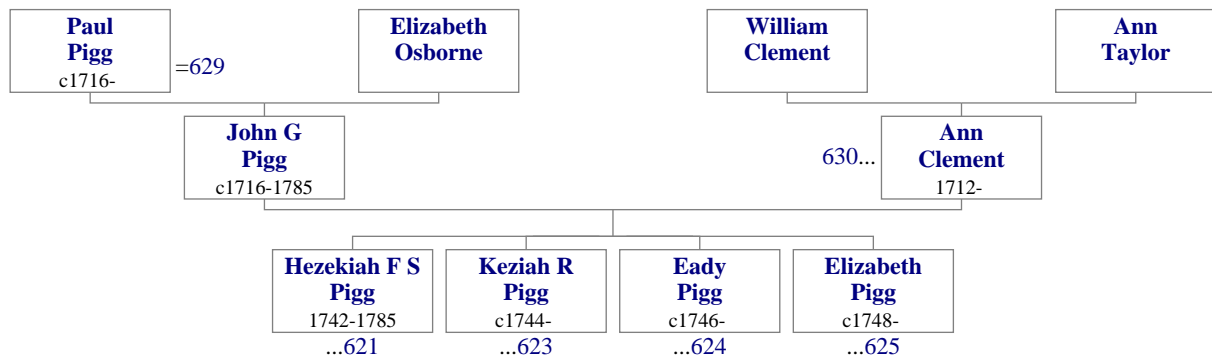 Paul
Pigg
c1716-
=629
Elizabeth
Osborne
William
Clement
Ann
Taylor
John G
Pigg
c1716-1785
630...
Ann
Clement
1712-
Hezekiah F S
Pigg
1742-1785
...621
Keziah R
Pigg
c1744-
...623
Eady
Pigg
c1746-
...624
Elizabeth
Pigg
c1748-
...625